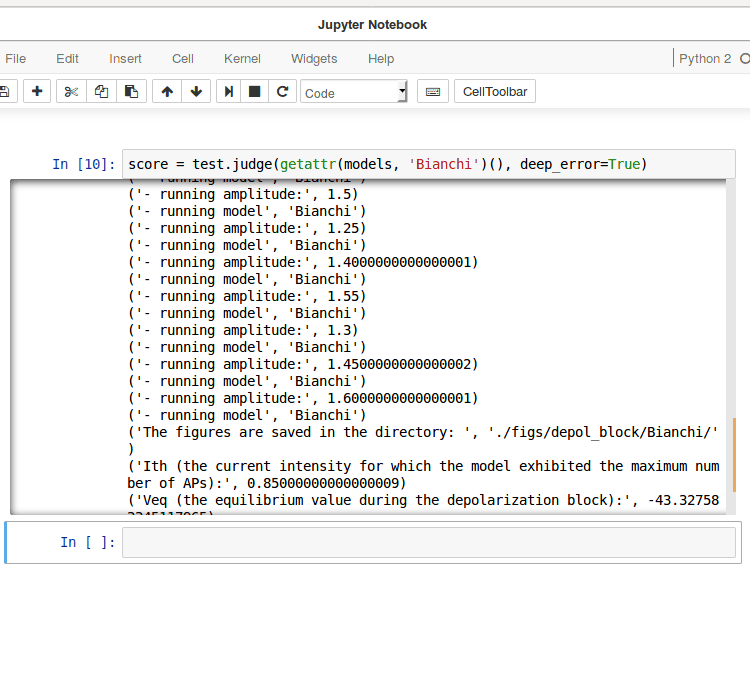 Jupyter Notebook
File Edit Insert Cell Kernel Widgets Help Python 2
Code CellToolbar
In [10]: score = test.judge(getattr(models, 'Bianchi')(), deep_error=True)
('- running model', 'Bianchi')
('- running amplitude:', 1.5)
('- running model', 'Bianchi')
('- running amplitude:', 1.25)
('- running model', 'Bianchi')
('- running amplitude:', 1.4000000000000001)
('- running model', 'Bianchi')
('- running amplitude:', 1.55)
('- running model', 'Bianchi')
('- running amplitude:', 1.3)
('- running model', 'Bianchi')
('- running amplitude:', 1.4500000000000002)
('- running model', 'Bianchi')
('- running amplitude:', 1.6000000000000001)
('- running model', 'Bianchi')
('The figures are saved in the directory: ', './figs/depol_block/Bianchi/'
)
('Ith (the current intensity for which the model exhibited the maximum num
ber of APs):', 0.85000000000000009)
('Veq (the equilibrium value during the depolarization block):', -43.32758
In [ ]: